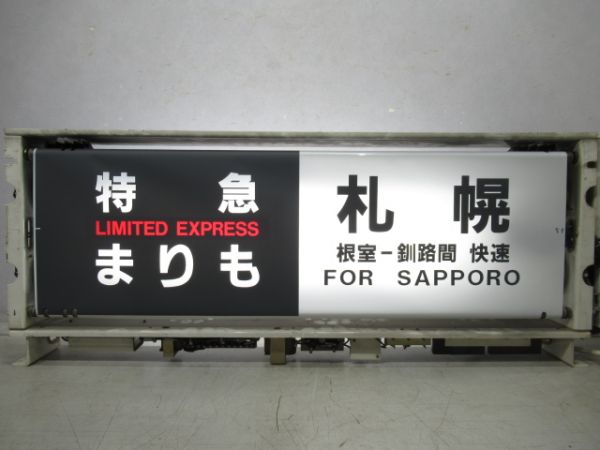 特急
LIMITED EXPRESS
まりも
札幌
根室－釧路間 快速
FOR SAPPORO